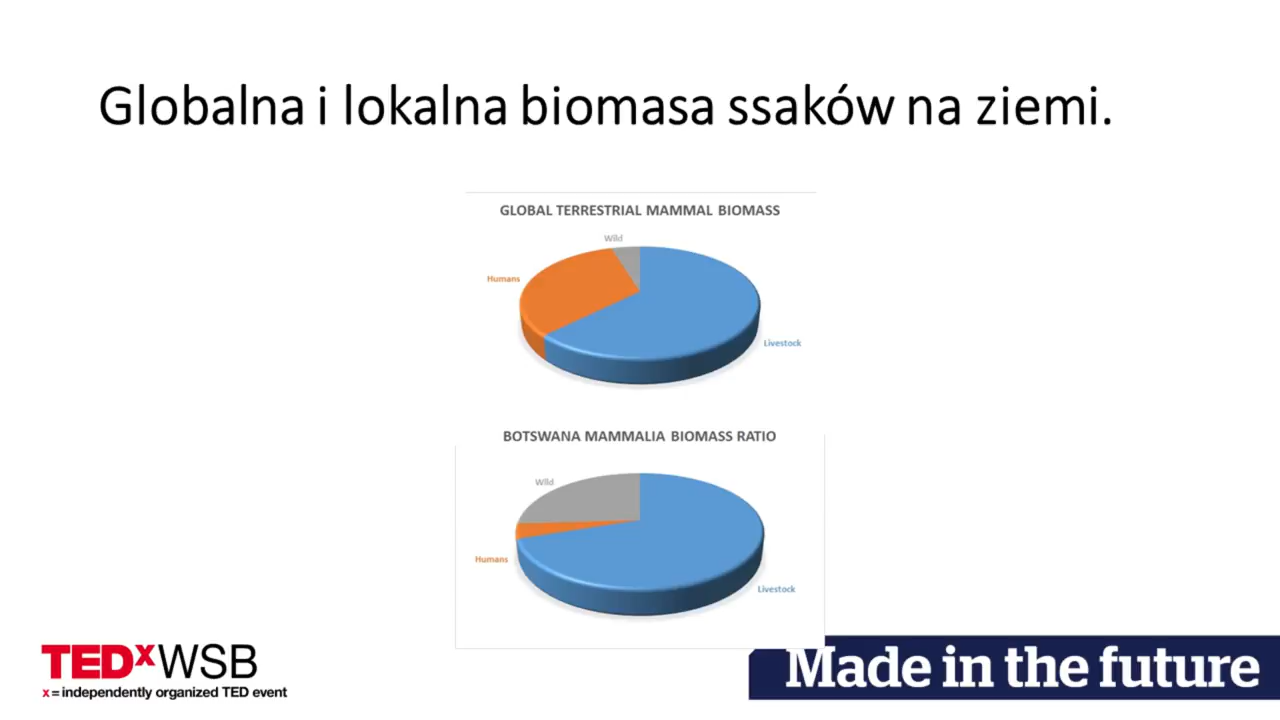 Globalna i lokalna biomasa ssaków na ziemi.
GLOBAL TERRESTRIAL MAMMAL BIOMASS
Wild
Humans
Livestock
BOTSWANA MAMMALIA BIOMASS RATIO
Wild
Humans
Livestock
TEDxWSB
x = independently organized TED event
Made in the future